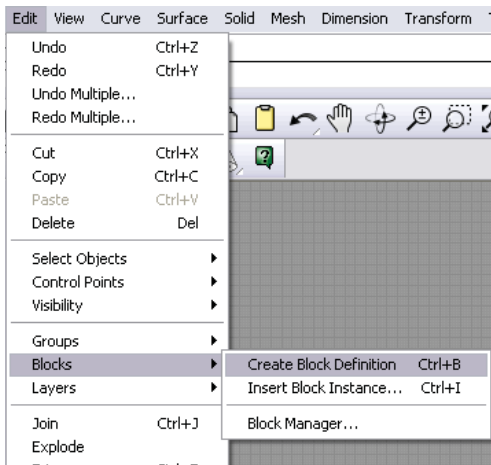 Edit View Curve Surface Solid Mesh Dimension Transform
Undo Ctrl+Z
Redo Ctrl+Y
Undo Multiple...
Redo Multiple...
Cut Ctrl+X
Copy Ctrl+C
Paste Ctrl+V
Delete Del
Select Objects
Control Points
Visibility
Groups
Blocks
Create Block Definition Ctrl+B
Layers
Insert Block Instance... Ctrl+I
Join Ctrl+J
Block Manager...
Explode